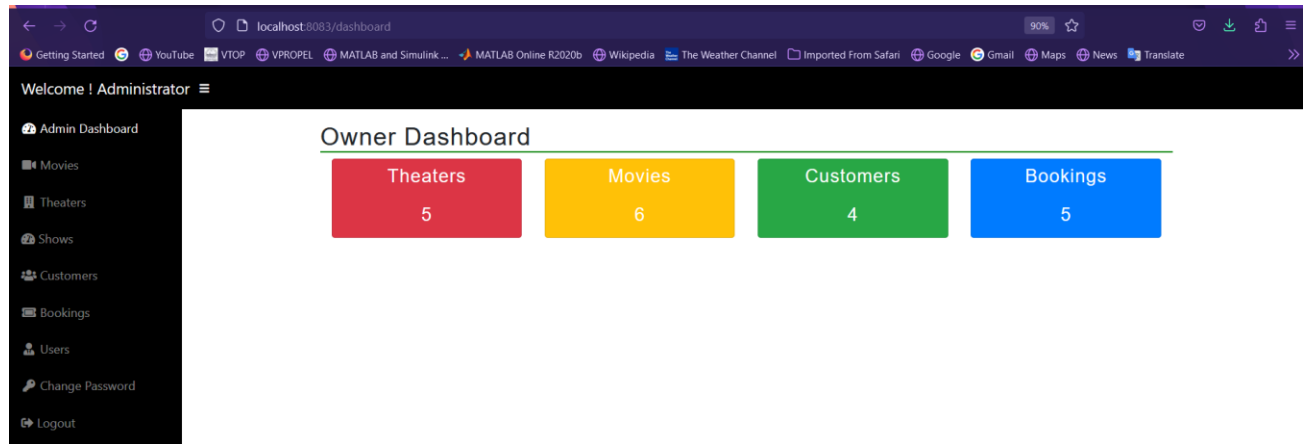 localhost:8083/dashboard
90%
Getting Started YouTube VTOP VPROPEL MATLAB and Simulink ... MATLAB Online R2020b Wikipedia The Weather Channel Imported From Safari Google Gmail Maps News Translate
Welcome ! Administrator
Admin Dashboard
Movies
Theaters
Shows
Customers
Bookings
Users
Change Password
Logout
Owner Dashboard
Theaters
5
Movies
6
Customers
4
Bookings
5